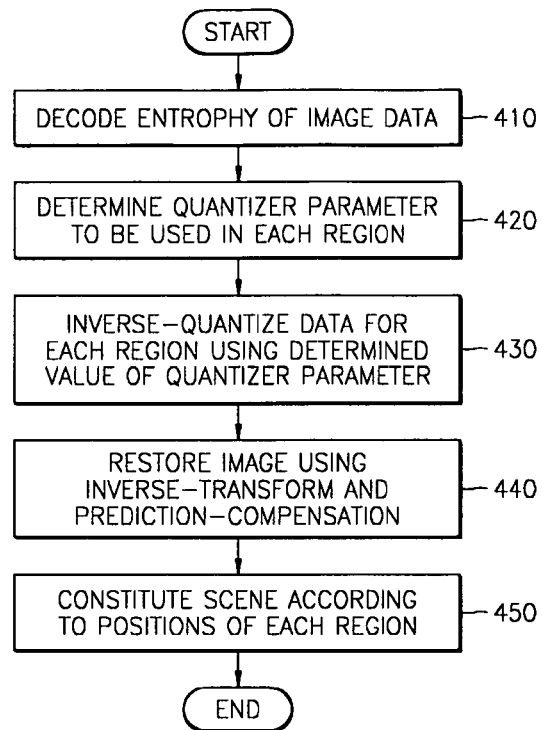 START
DECODE ENTROPY OF IMAGE DATA
410
DETERMINE QUANTIZER PARAMETER
TO BE USED IN EACH REGION
420
INVERSE-QUANTIZE DATA FOR
EACH REGION USING DETERMINED
VALUE OF QUANTIZER PARAMETER
430
RESTORE IMAGE USING
INVERSE-TRANSFORM AND
PREDICTION-COMPENSATION
440
CONSTITUTE SCENE ACCORDING
TO POSITIONS OF EACH REGION
450
END